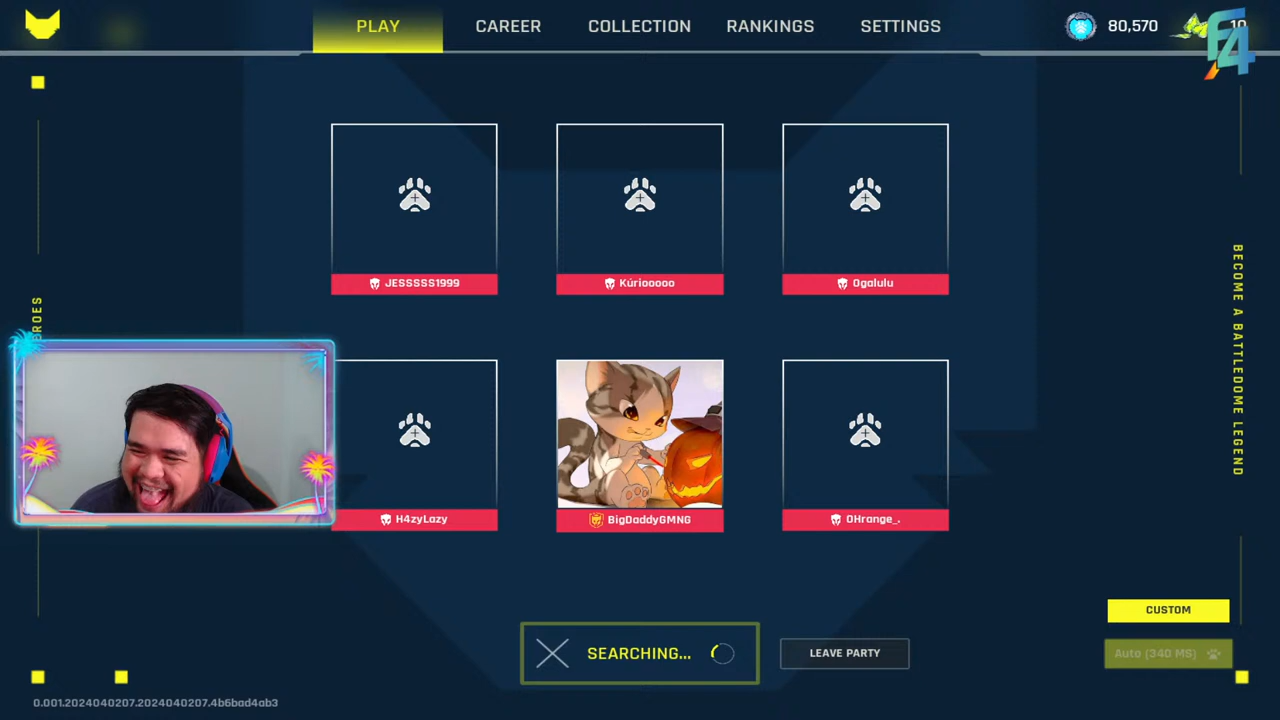 PLAY
CAREER
COLLECTION
RANKINGS
SETTINGS
80,570
F4
JESSSSS1999
Kúriooooo
Ogalulu
BECOME A BATTLEDOME LEGEND
H4zyLazy
BigDaddyGMNG
OHrange_.
CUSTOM
SEARCHING...
LEAVE PARTY
Auto (340 MS)
0.001.2024040207.2024040207.4b6bad4ab3